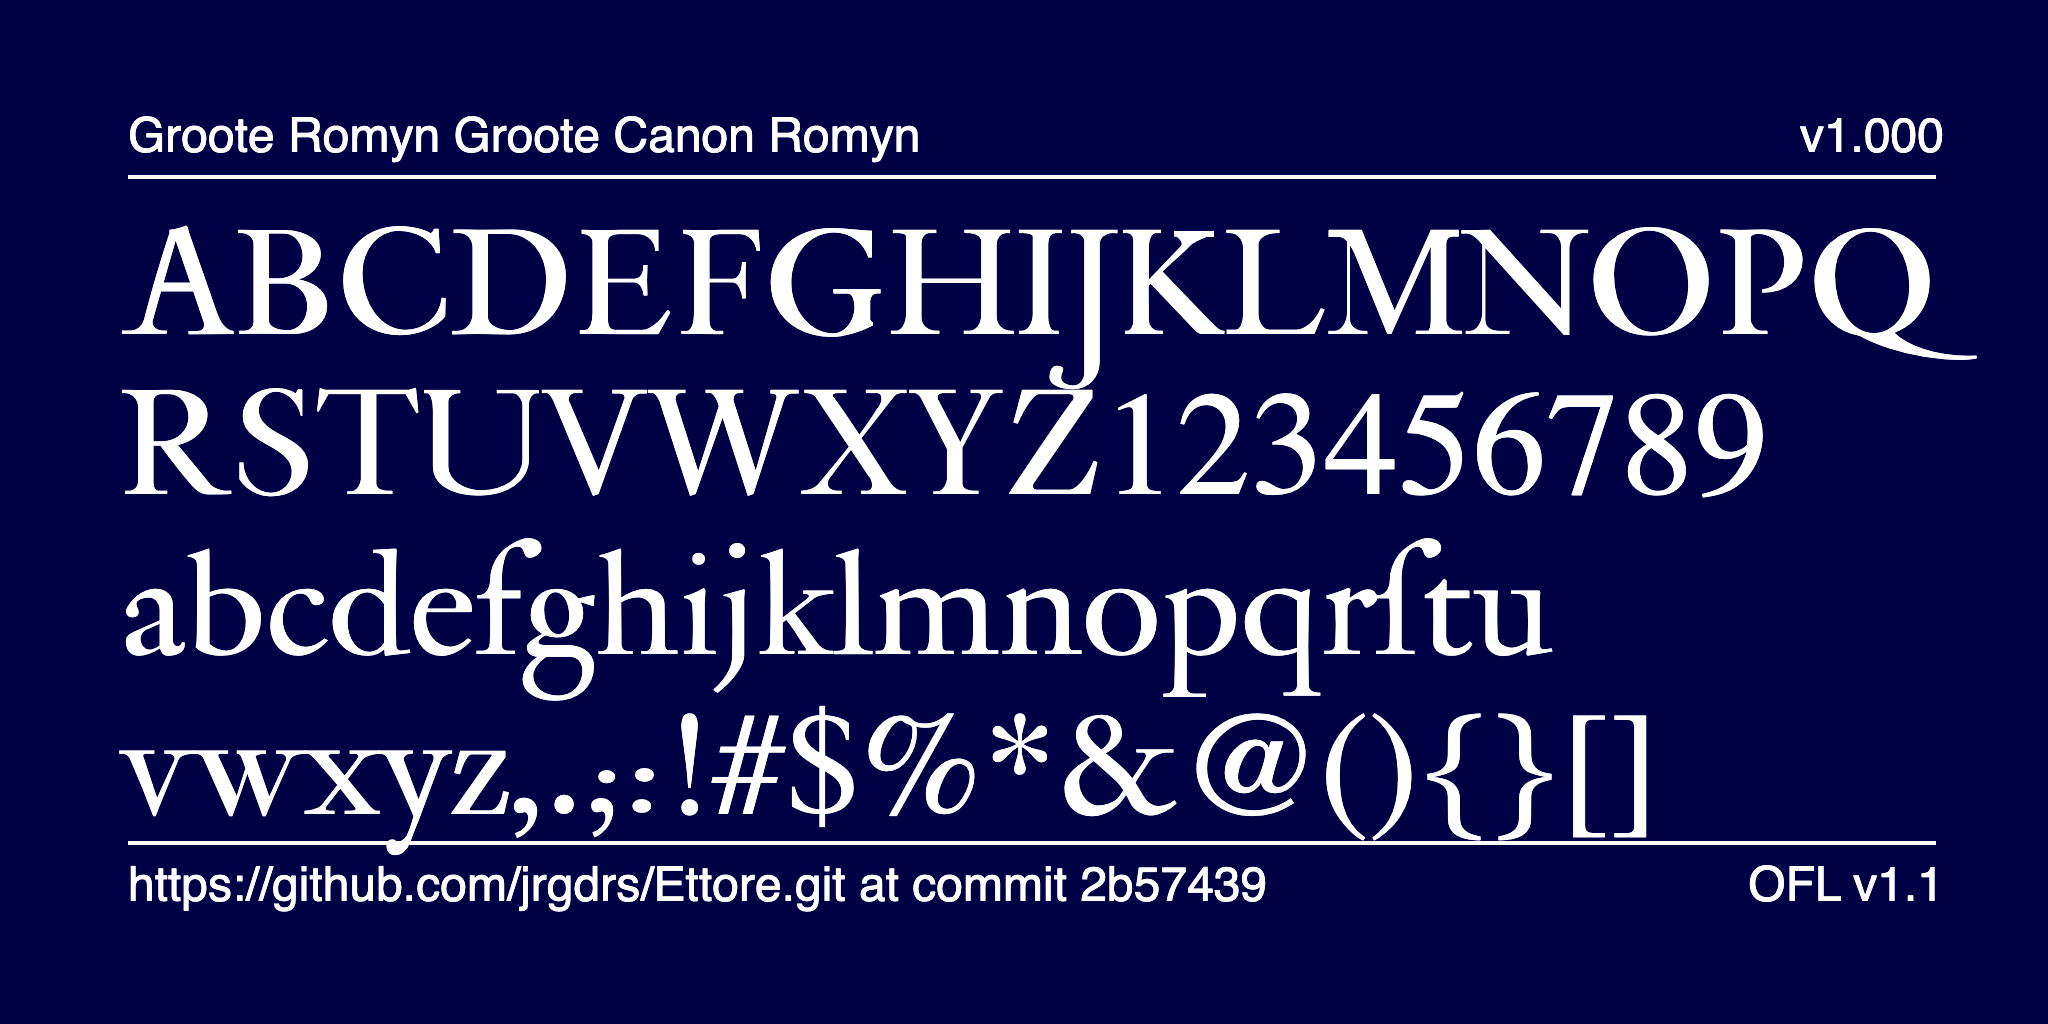 Groote Romyn Groote Canon Romyn v1.000
ABCDEFGHIJKLMNOPQ
RSTUVWXYZ123456789
abcdefghijklmnopqrſtu
vwxyz,.;:!#$%*&@(){}[]
https://github.com/jrgdrs/Ettore.git at commit 2b57439 OFL v1.1